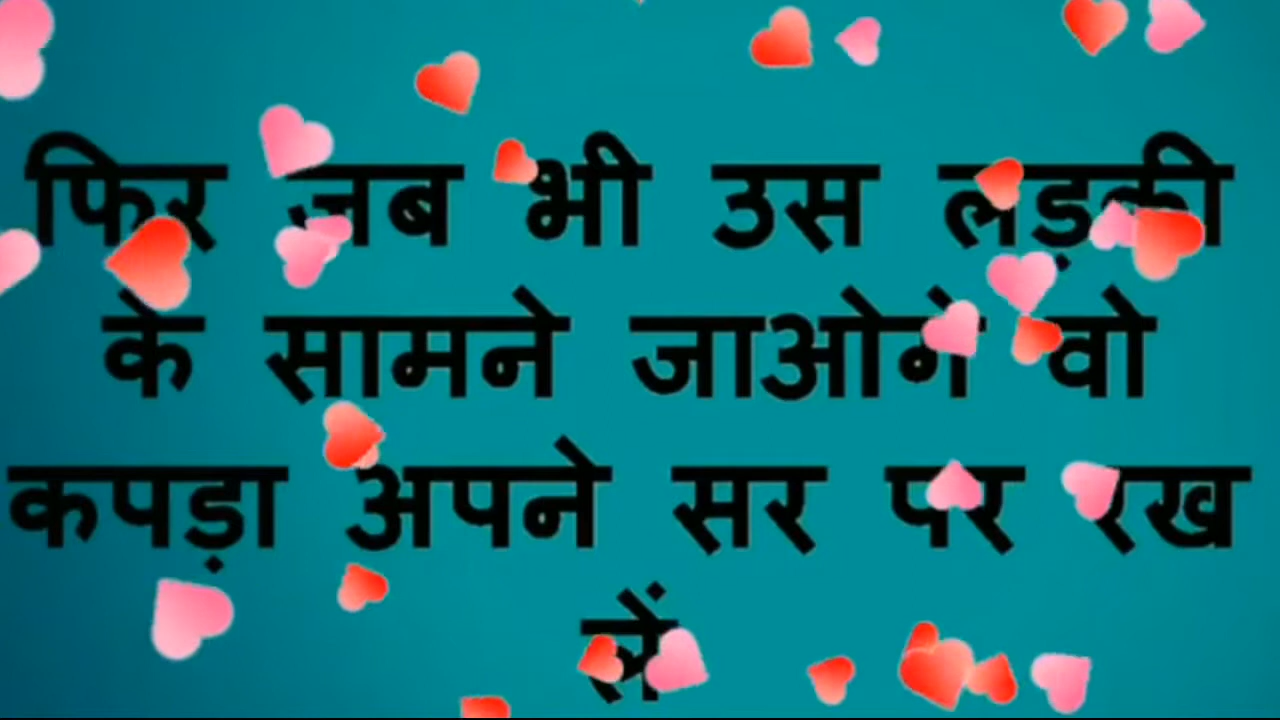 फिर जब भी उस लड़की
के सामने जाओगे वो
कपड़ा अपने सर पर रख
लें